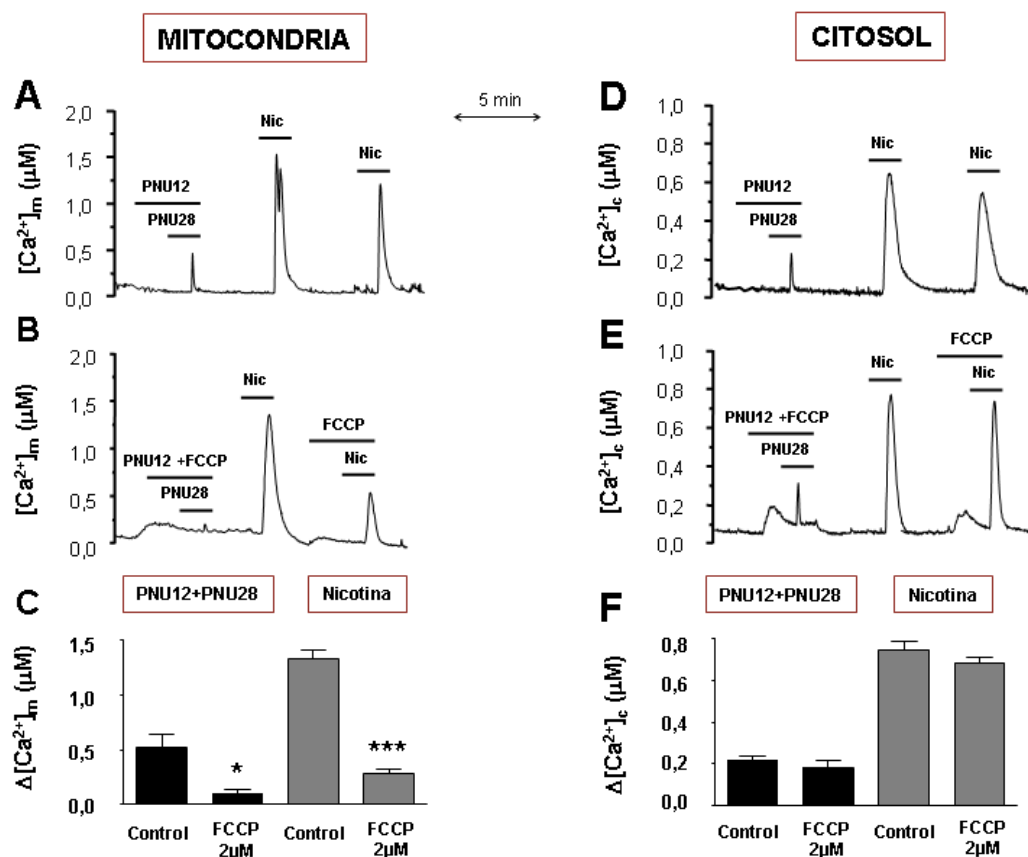 MITOCONDRIA
CITOSOL
5 min
A
[Ca²⁺]ₘ (µM)
2,0
1,5
1,0
0,5
0,0
PNU12
PNU28
Nic
Nic
D
[Ca²⁺]c (µM)
1,0
0,8
0,6
0,4
0,2
0,0
PNU12
PNU28
Nic
Nic
B
[Ca²⁺]ₘ (µM)
2,0
1,5
1,0
0,5
0,0
PNU12 +FCCP
PNU28
Nic
FCCP
Nic
E
[Ca²⁺]c (µM)
1,0
0,8
0,6
0,4
0,2
0,0
PNU12 +FCCP
PNU28
Nic
FCCP
Nic
C
PNU12+PNU28
Nicotina
Δ[Ca²⁺]ₘ (µM)
1,5
1,0
0,5
0,0
*
***
Control
FCCP
2µM
Control
FCCP
2µM
F
PNU12+PNU28
Nicotina
Δ[Ca²⁺]c (µM)
0,8
0,6
0,4
0,2
0,0
Control
FCCP
2µM
Control
FCCP
2µM